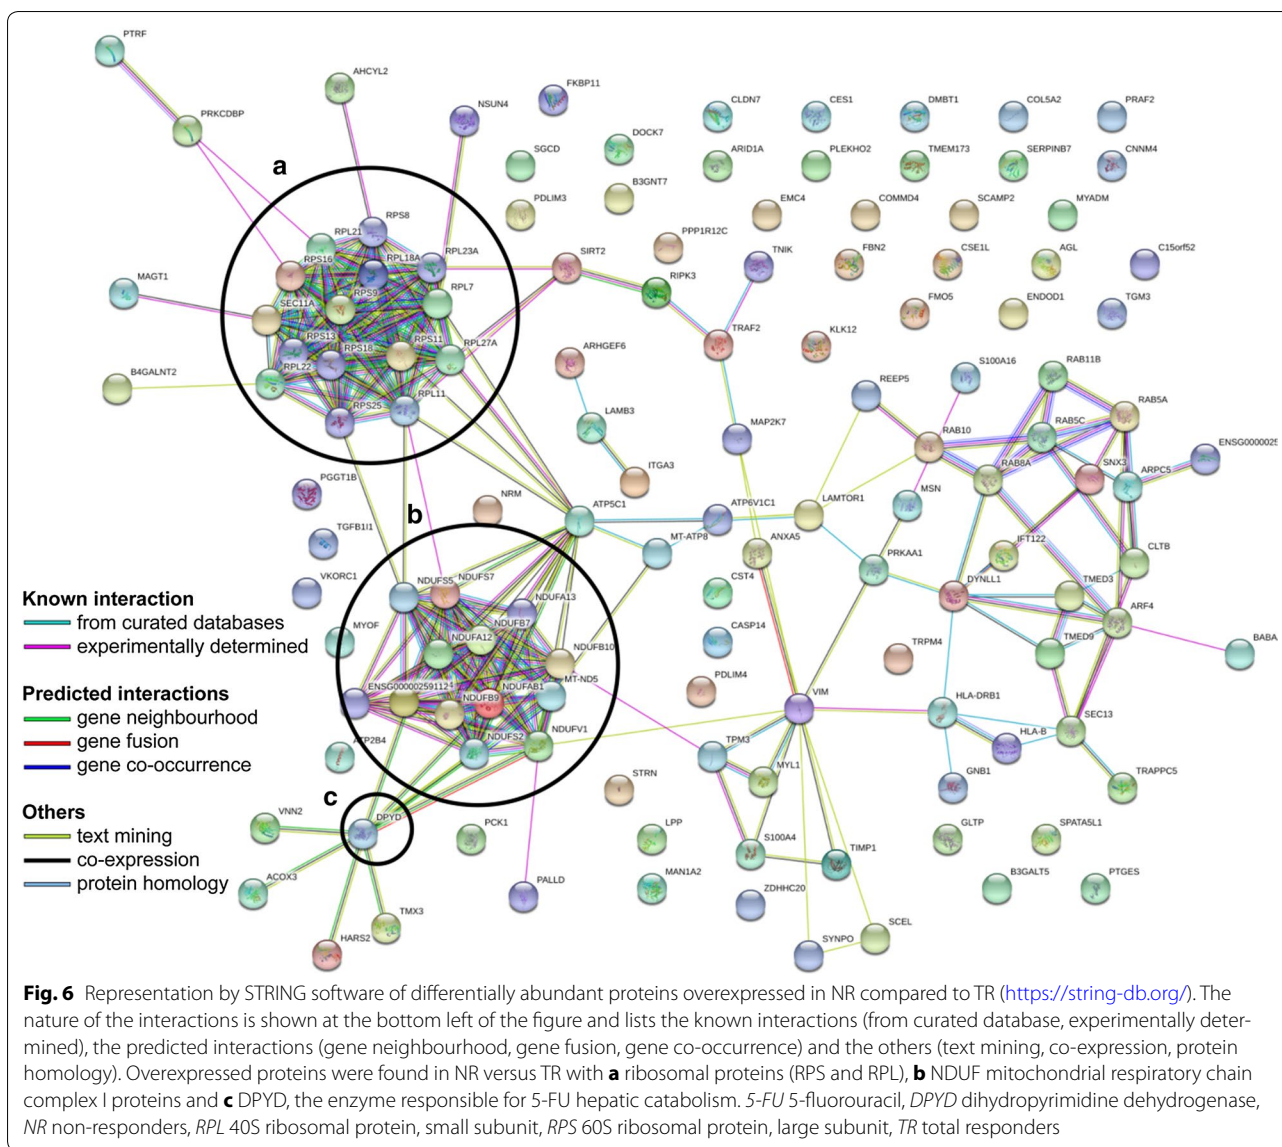 PTRF
AHCYL2
FKBP11
NSUN4
PRKCDBP
CLDN7
CES1
DMBT1
COL5A2
PRAF2
SGCD
DOCK7
ARID1A
PLEKHO2
TMEM173
SERPINB7
CNNM4
a
PDLIM3
B3GNT7
EMC4
COMMD4
SCAMP2
MYADM
RPS8
RPL21
RPL23A
RPS16
RPL18A
SIRT2
PPP1R12C
TNIK
FBN2
CSE1L
AGL
C15orf52
MAGT1
SEC11A
RPS9
RPL7
RIPK3
FMO5
ENDOD1
TGM3
RPS13
RPS18
RPS11
RPL27A
TRAF2
KLK12
ARHGEF6
B4GALNT2
RPL22
RPS25
RPL11
LAMB3
S100A16
RAB11B
REEP5
RAB5A
MAP2K7
RAB10
RAB5C
ENSG0000025
ITGA3
RAB8A
SNX3
ARPC5
PGGT1B
NRM
ATP5C1
ATP6V1C1
LAMTOR1
MSN
b
TGFB1I1
MT-ATP8
ANXA5
PRKAA1
IFT122
CLTB
VKORC1
NDUFS5
NDUFS7
CST4
DYNLL1
TMED3
ARF4
Known interaction
from curated databases
experimentally determined
MYOF
NDUFA13
NDUFB7
NDUFA12
NDUFB10
CASP14
TRPM4
TMED9
BABA
Predicted interactions
gene neighbourhood
gene fusion
gene co-occurrence
ENSG00000259112
NDUFAB1
MT-ND5
NDUFB9
PDLIM4
VIM
HLA-DRB1
SEC13
HLA-B
ATP2B4
NDUFS2
NDUFV1
TPM3
MYL1
GNB1
TRAPPC5
Others
text mining
co-expression
protein homology
c
VNN2
DPYD
PCK1
STRN
LPP
S100A4
TIMP1
GLTP
SPATA5L1
ACOX3
TMX3
PALLD
MAN1A2
ZDHHC20
B3GALT5
PTGES
HARS2
SYNPO
SCEL
Fig. 6 Representation by STRING software of differentially abundant proteins overexpressed in NR compared to TR (https://string-db.org/). The
nature of the interactions is shown at the bottom left of the figure and lists the known interactions (from curated database, experimentally deter-
mined), the predicted interactions (gene neighbourhood, gene fusion, gene co-occurrence) and the others (text mining, co-expression, protein
homology). Overexpressed proteins were found in NR versus TR with a ribosomal proteins (RPS and RPL), b NDUF mitochondrial respiratory chain
complex I proteins and c DPYD, the enzyme responsible for 5-FU hepatic catabolism. 5-FU 5-fluorouracil, DPYD dihydropyrimidine dehydrogenase,
NR non-responders, RPL 40S ribosomal protein, small subunit, RPS 60S ribosomal protein, large subunit, TR total responders